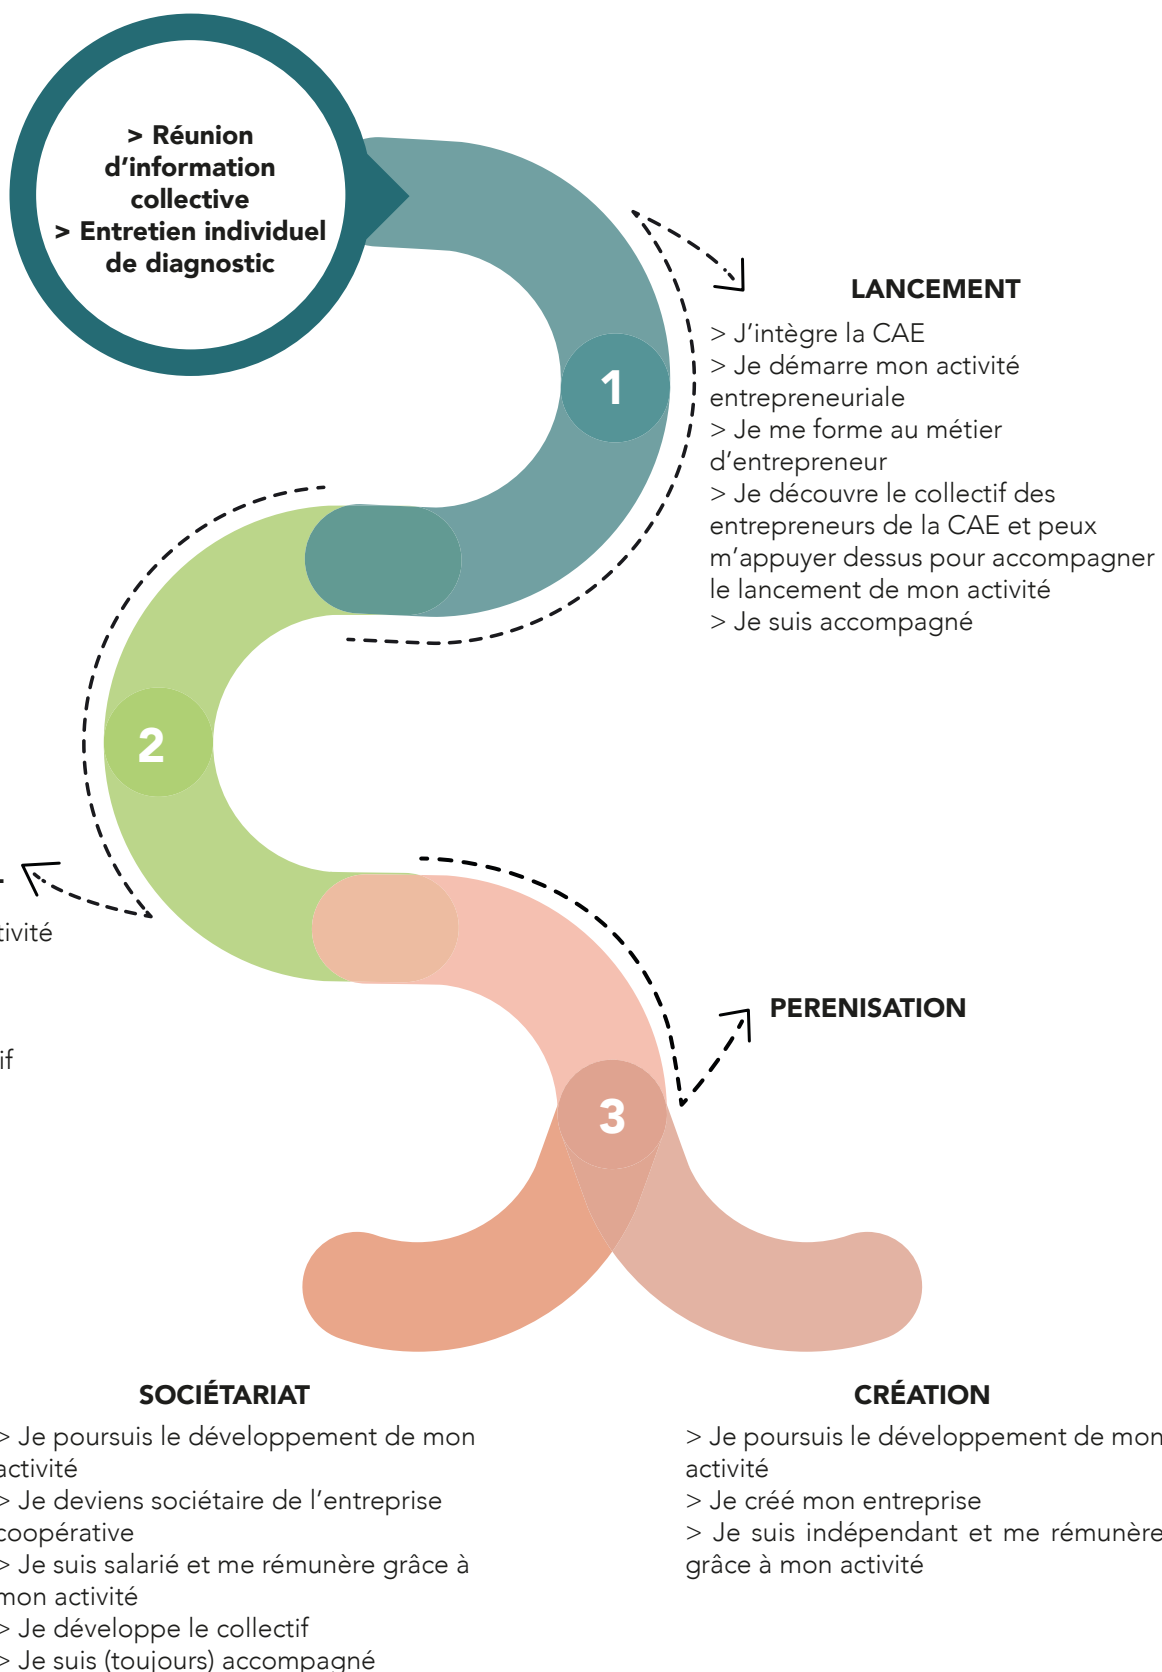 > Réunion
d’information
collective
> Entretien individuel
de diagnostic
LANCEMENT
> J’intègre la CAE
> Je démarre mon activité
entrepreneuriale
> Je me forme au métier
d’entrepreneur
> Je découvre le collectif des
entrepreneurs de la CAE et peux
m’appuyer dessus pour accompagner
le lancement de mon activité
> Je suis accompagné
1
2
tivité
if
PERENISATION
3
SOCIÉTARIAT
> Je poursuis le développement de mon
activité
> Je deviens sociétaire de l’entreprise
coopérative
> Je suis salarié et me rémunère grâce à
mon activité
> Je développe le collectif
> Je suis (toujours) accompagné
CRÉATION
> Je poursuis le développement de mon
activité
> Je créé mon entreprise
> Je suis indépendant et me rémunère
grâce à mon activité